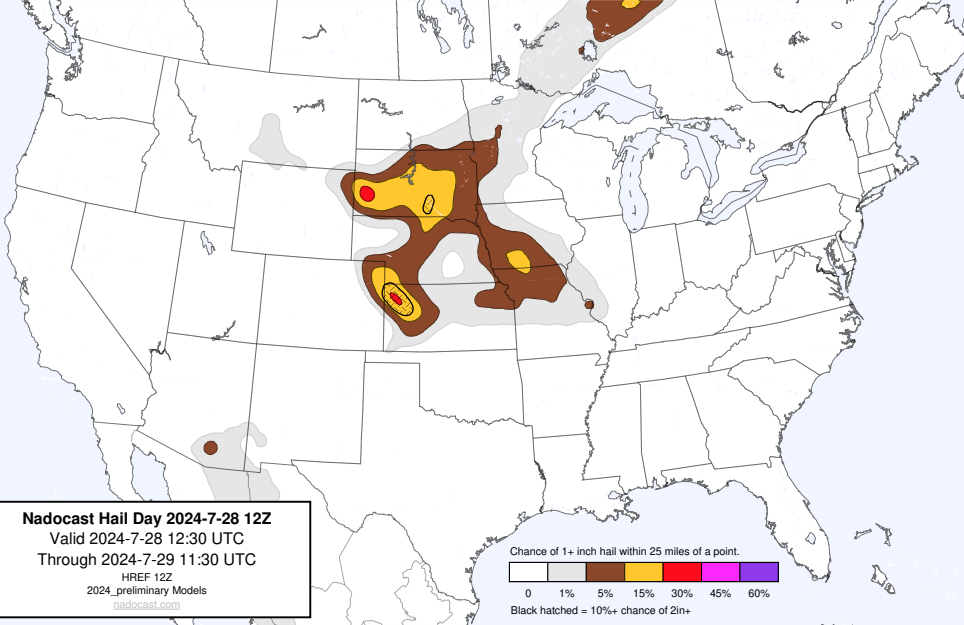 Nadocast Hail Day 2024-7-28 12Z
Valid 2024-7-28 12:30 UTC
Through 2024-7-29 11:30 UTC
HREF 12Z
2024_preliminary Models
nadocast.com
Chance of 1+ inch hail within 25 miles of a point.
0 1% 5% 15% 30% 45% 60%
Black hatched = 10%+ chance of 2in+